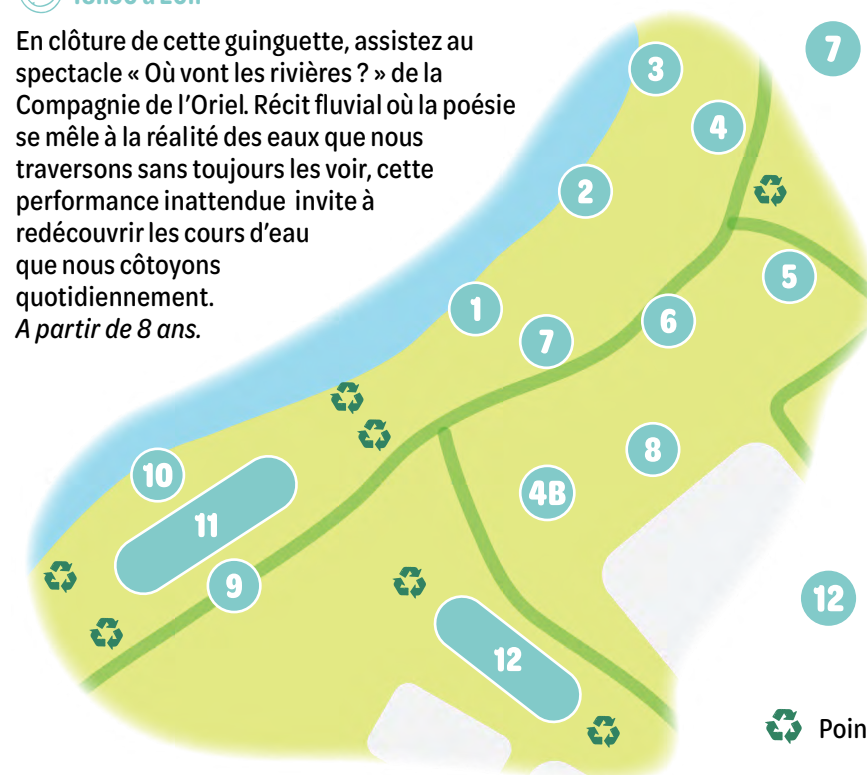 En clôture de cette guinguette, assistez au
spectacle « Où vont les rivières ? » de la
Compagnie de l’Oriel. Récit fluvial où la poésie
se mêle à la réalité des eaux que nous
traversons sans toujours les voir, cette
performance inattendue invite à
redécouvrir les cours d’eau
que nous côtoyons
quotidiennement.
A partir de 8 ans.
3
7
4
2
5
1
6
7
8
10
4B
11
9
12
12
Poin